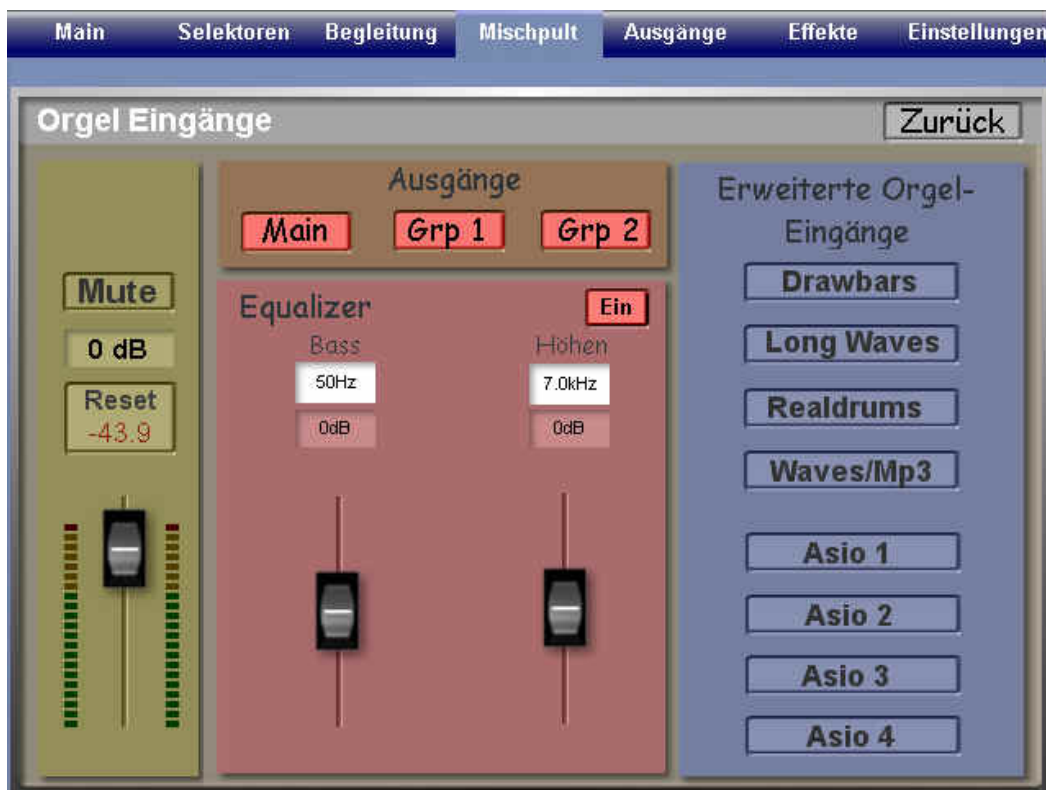 Main Selektoren Begleitung Mischpult Ausgänge Effekte Einstellungen
Orgel Eingänge Zurück
Mute
0 dB
Reset
-43.9
Ausgänge
Main Grp 1 Grp 2
Equalizer Ein
Bass Höhen
50Hz 7.0kHz
0dB 0dB
Erweiterte Orgel-
Eingänge
Drawbars
Long Waves
Realdrums
Waves/Mp3
Asio 1
Asio 2
Asio 3
Asio 4